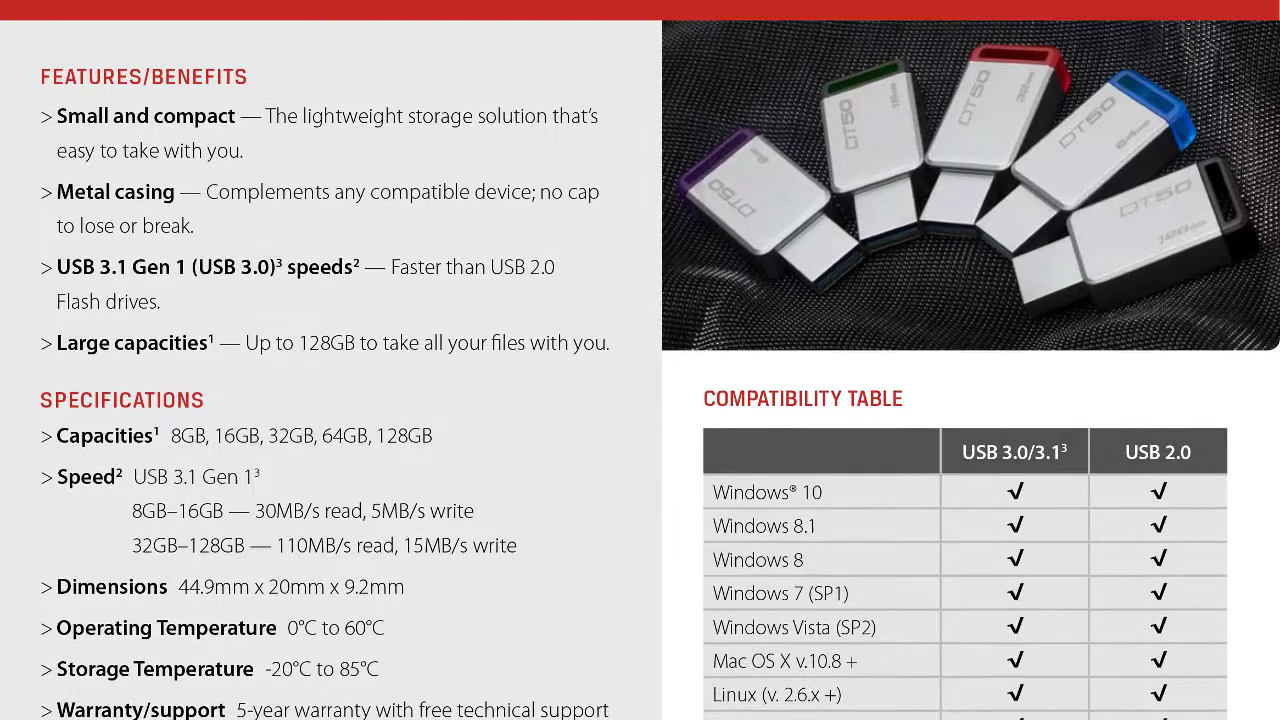 FEATURES/BENEFITS
> Small and compact — The lightweight storage solution that's
easy to take with you.
> Metal casing — Complements any compatible device; no cap
to lose or break.
> USB 3.1 Gen 1 (USB 3.0)³ speeds² — Faster than USB 2.0
Flash drives.
> Large capacities¹ — Up to 128GB to take all your files with you.
SPECIFICATIONS
> Capacities¹ 8GB, 16GB, 32GB, 64GB, 128GB
> Speed² USB 3.1 Gen 1³
8GB–16GB — 30MB/s read, 5MB/s write
32GB–128GB — 110MB/s read, 15MB/s write
> Dimensions 44.9mm x 20mm x 9.2mm
> Operating Temperature 0°C to 60°C
> Storage Temperature -20°C to 85°C
> Warranty/support 5-year warranty with free technical support
DT50 8GB
DT50 16GB
DT50 32GB
DT50 64GB
DT50 128GB
COMPATIBILITY TABLE
USB 3.0/3.1³ USB 2.0
Windows® 10 √ √
Windows 8.1 √ √
Windows 8 √ √
Windows 7 (SP1) √ √
Windows Vista (SP2) √ √
Mac OS X v.10.8 + √ √
Linux (v. 2.6.x +) √ √